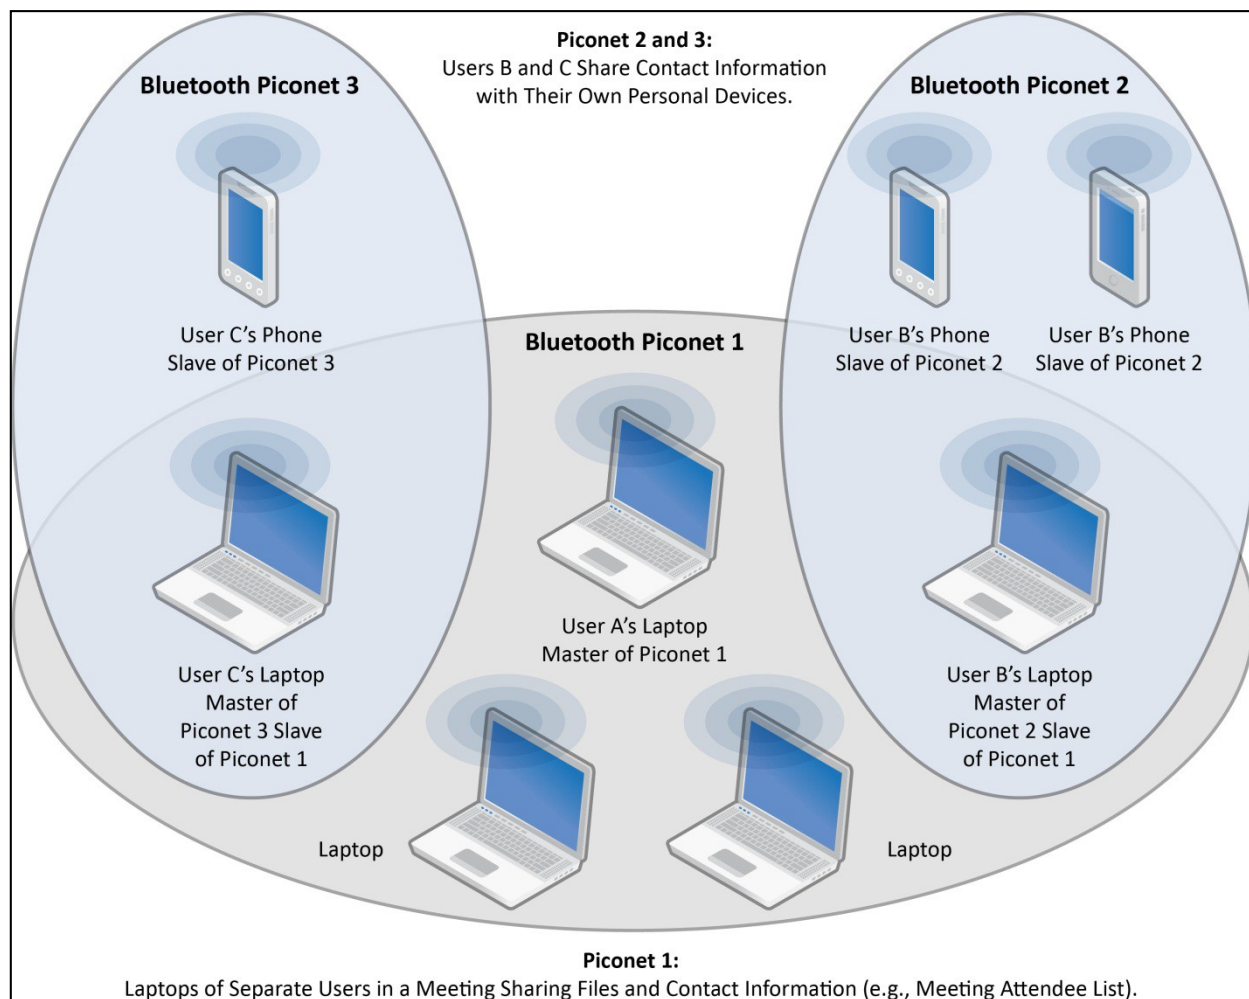 Piconet 2 and 3:
Users B and C Share Contact Information
with Their Own Personal Devices.
Bluetooth Piconet 3
Bluetooth Piconet 2
User C’s Phone
Slave of Piconet 3
User B’s Phone
Slave of Piconet 2
User B’s Phone
Slave of Piconet 2
Bluetooth Piconet 1
User A’s Laptop
Master of Piconet 1
User C’s Laptop
Master of
Piconet 3 Slave
of Piconet 1
User B’s Laptop
Master of
Piconet 2 Slave
of Piconet 1
Laptop
Laptop
Piconet 1:
Laptops of Separate Users in a Meeting Sharing Files and Contact Information (e.g., Meeting Attendee List).